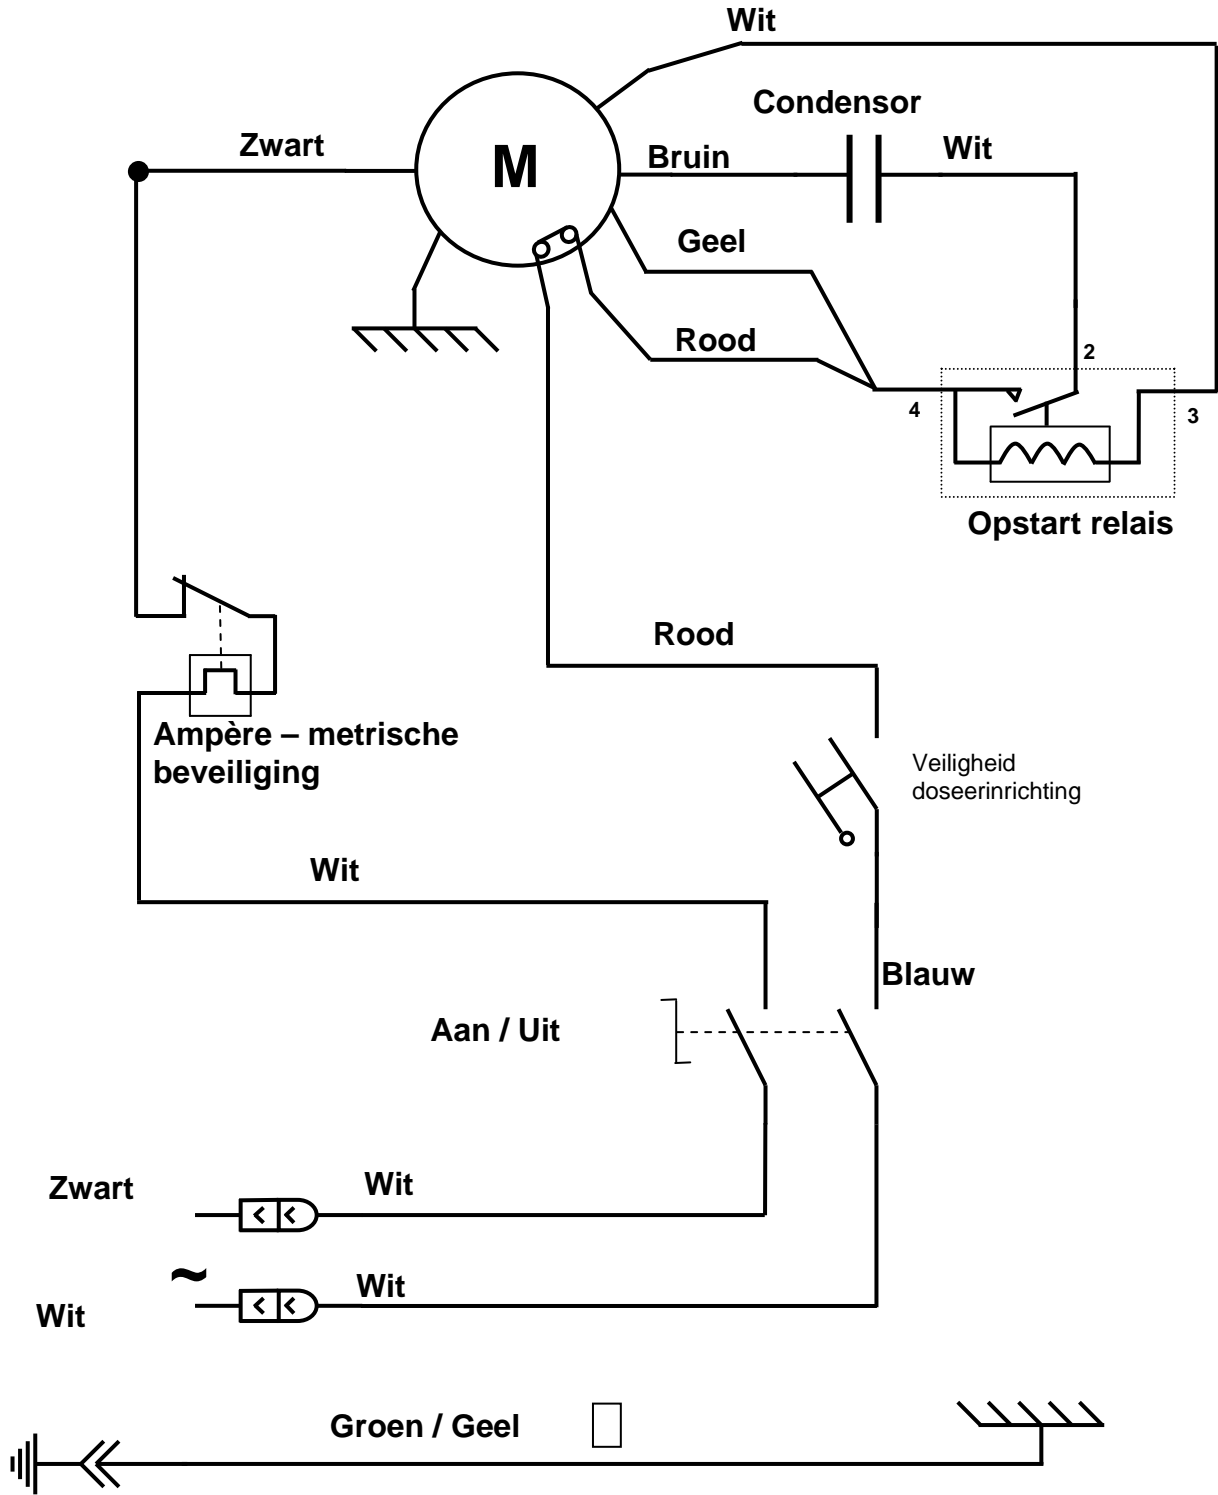 Wit
Condensor
Zwart
M
Bruin
Wit
Geel
Rood
2
4
3
Opstart relais
Rood
Ampère – metrische
beveiliging
Veiligheid
doseerinrichting
Wit
Blauw
Aan / Uit
Zwart
Wit
~
Wit
Wit
Groen / Geel